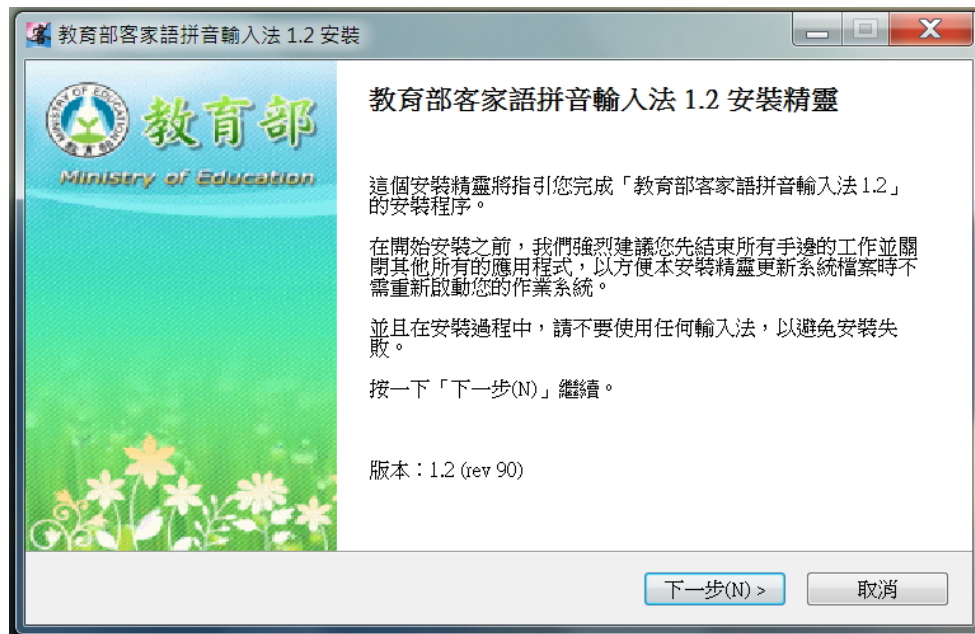 教育部客家語拼音輸入法 1.2 安裝
教育部
Ministry of Education
教育部客家語拼音輸入法 1.2 安裝精靈
這個安裝精靈將指引您完成「教育部客家語拼音輸入法1.2」
的安裝程序。
在開始安裝之前，我們強烈建議您先結束所有手邊的工作並關
閉其他所有的應用程式，以方便本安裝精靈更新系統檔案時不
需重新啟動您的作業系統。
並且在安裝過程中，請不要使用任何輸入法，以避免安裝失
敗。
按一下「下一步(N)」繼續。
版本：1.2 (rev 90)
下一步(N) >
取消